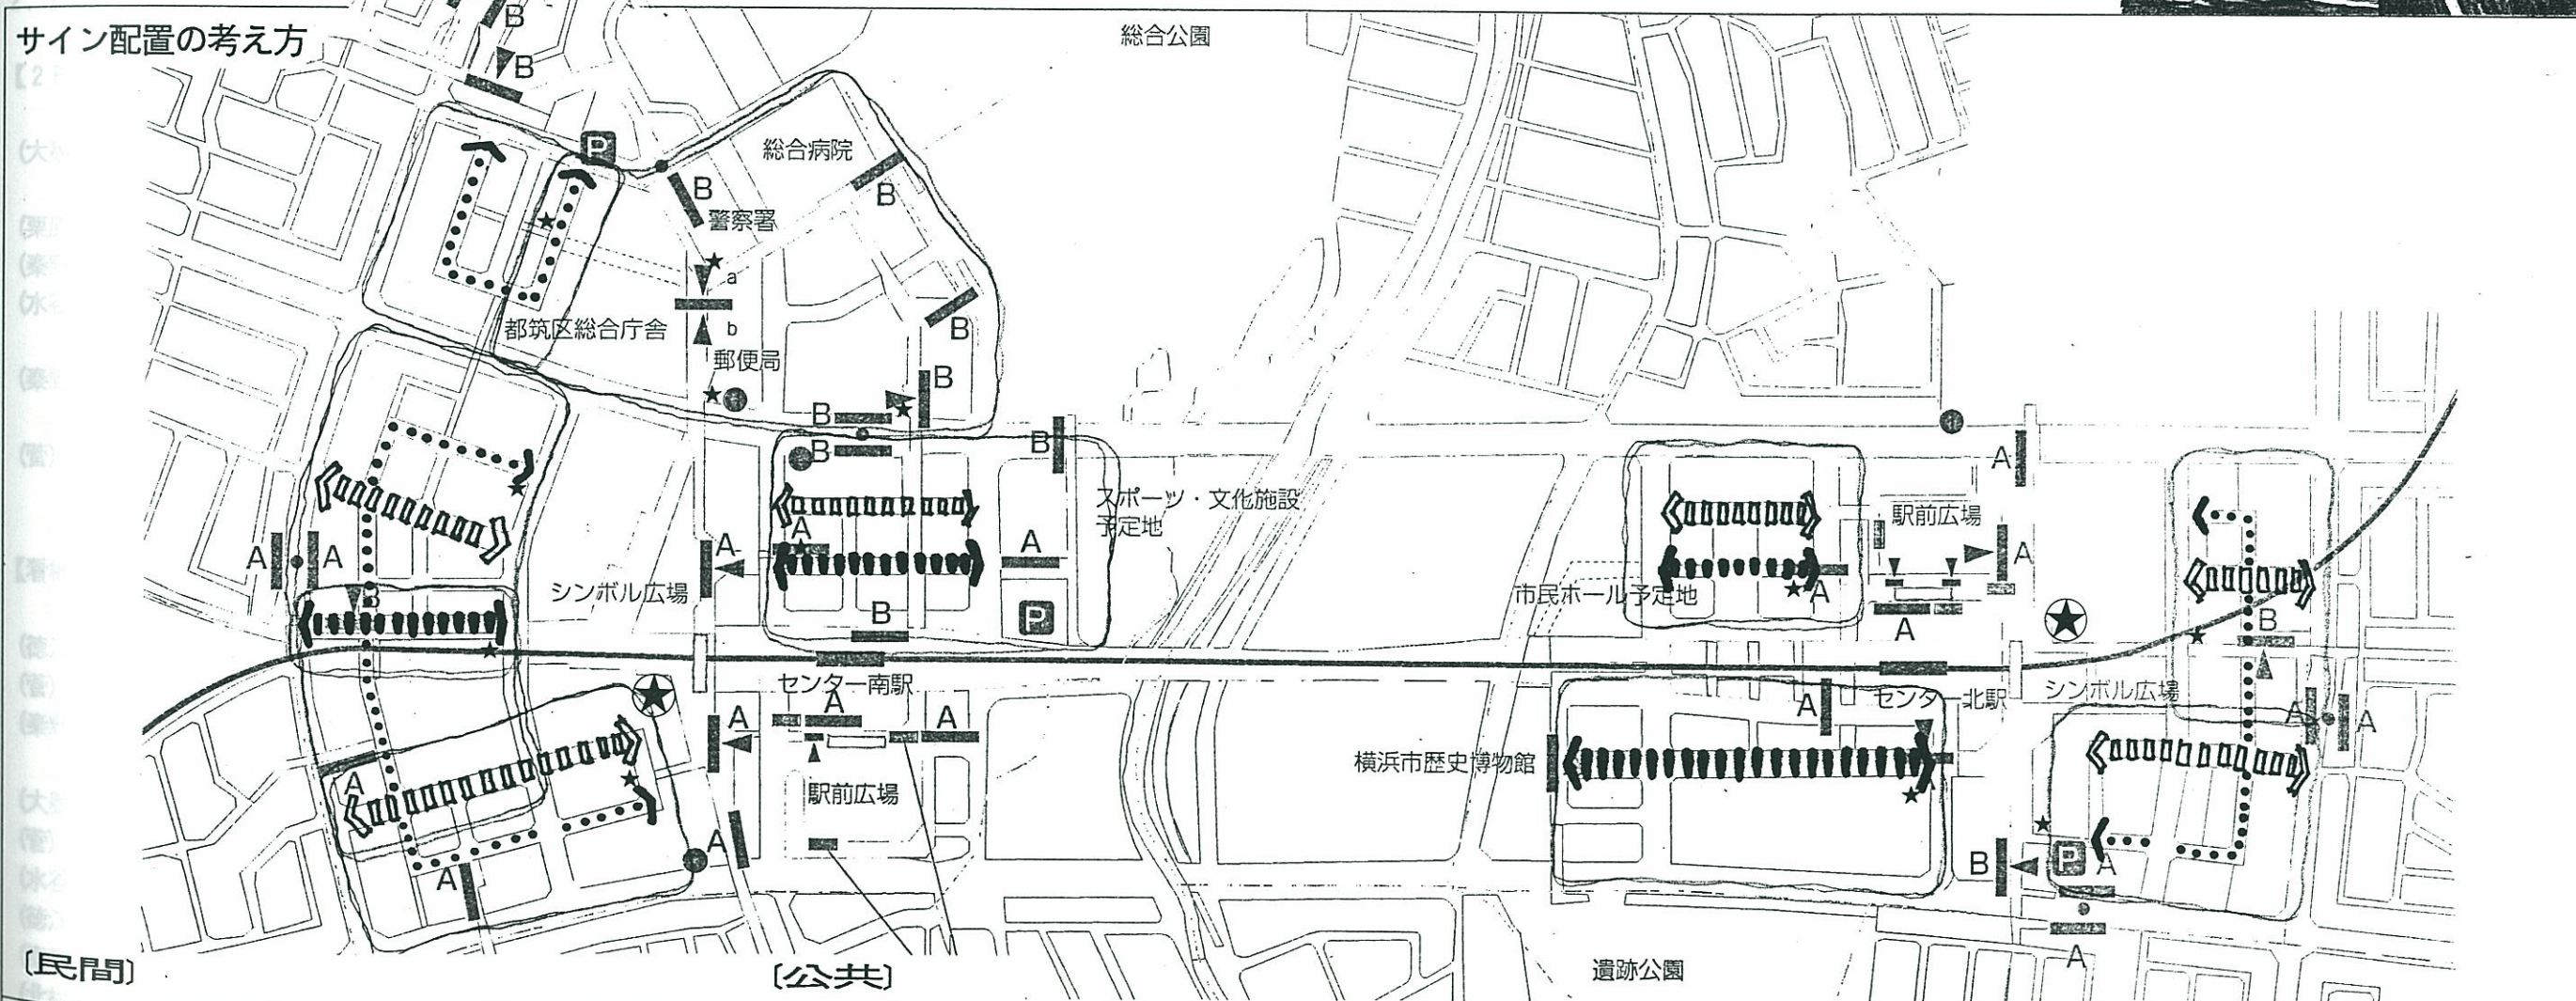 サイン配置の考え方
総合公園
B
B
P
総合病院
B
B
警察署
a
b
都筑区総合庁舎
郵便局
B
B
B
B
B
A
スポーツ・文化施設
予定地
駅前広場
A
A
A
A
A
A
シンボル広場
市民ホール予定地
A
B
P
B
A
B
センター南駅
センター北駅
シンボル広場
A
A
A
A
A
A
横浜市歴史博物館
駅前広場
A
A
A
B
P
A
A
〔民間〕
〔公共〕
遺跡公園